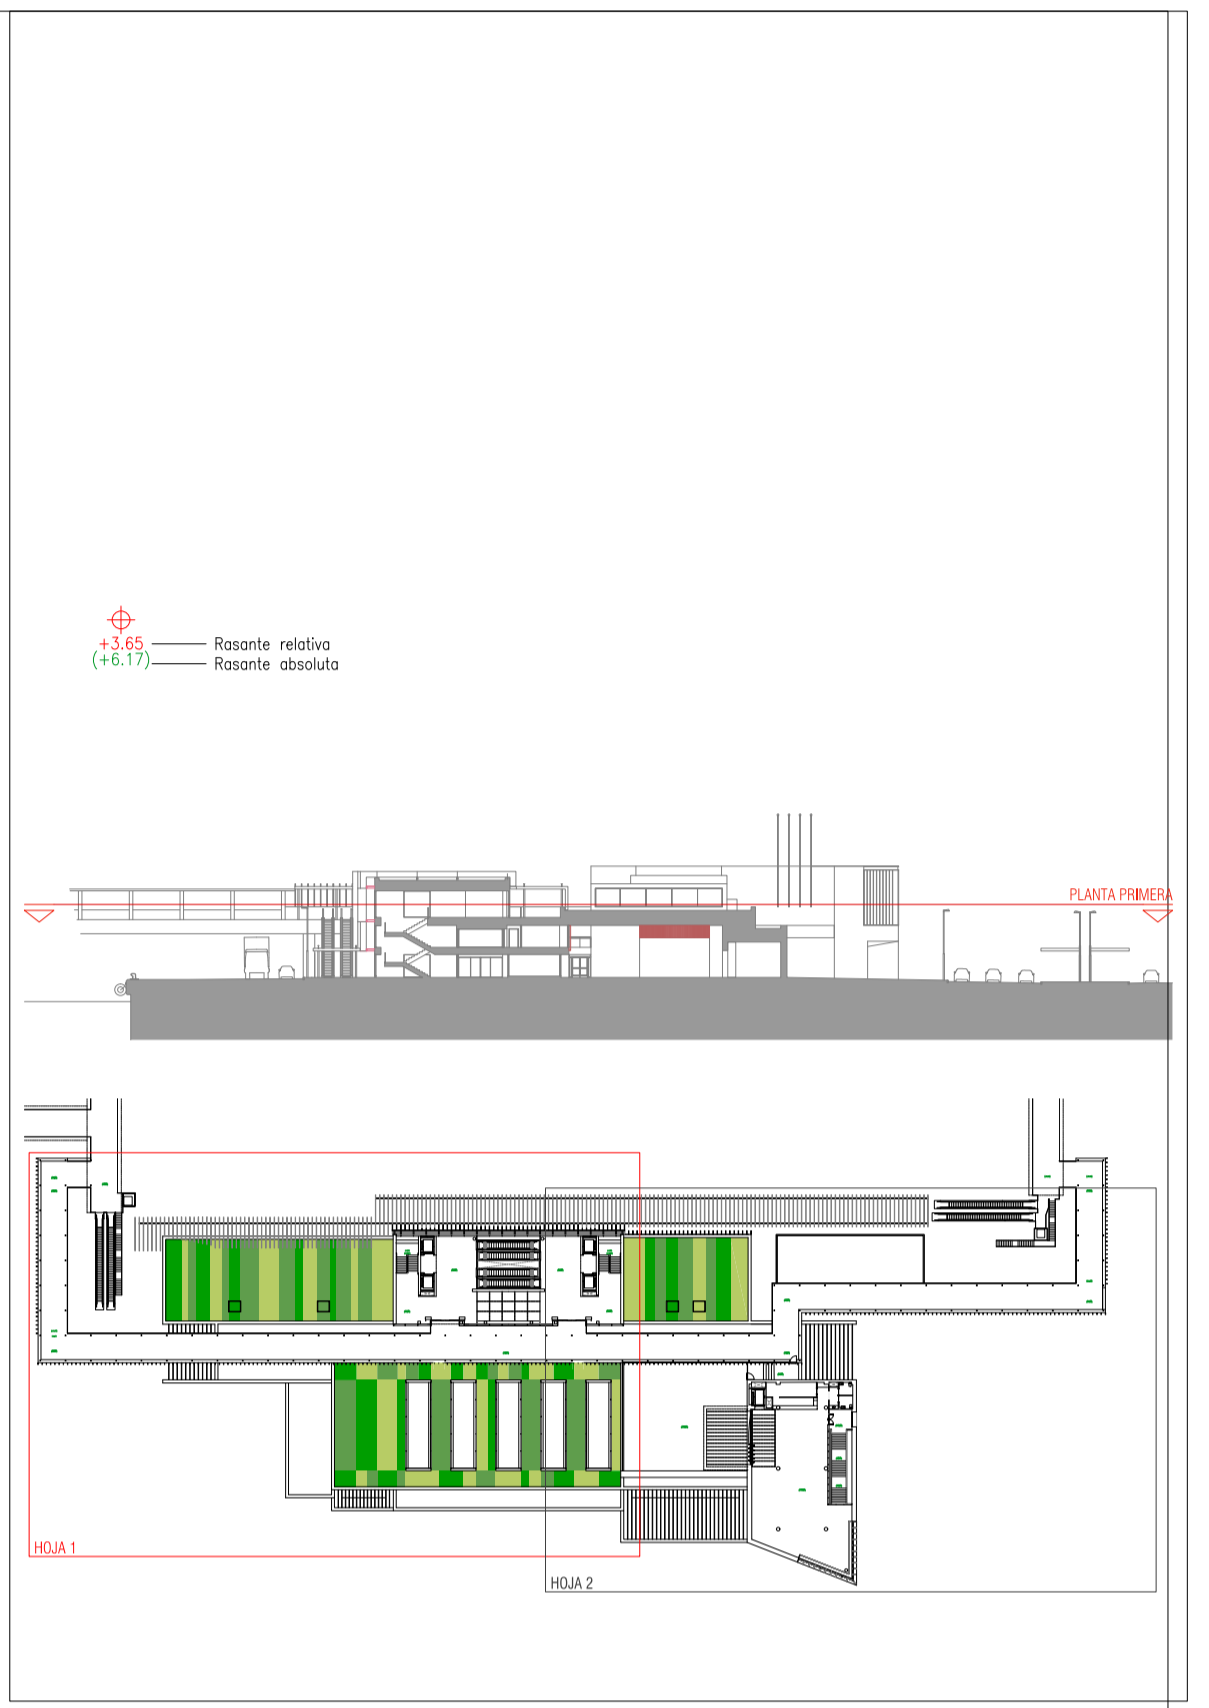 +3.65 Rasante relativa
(+6.17) Rasante absoluta
PLANTA PRIMERA
HOJA 1
HOJA 2